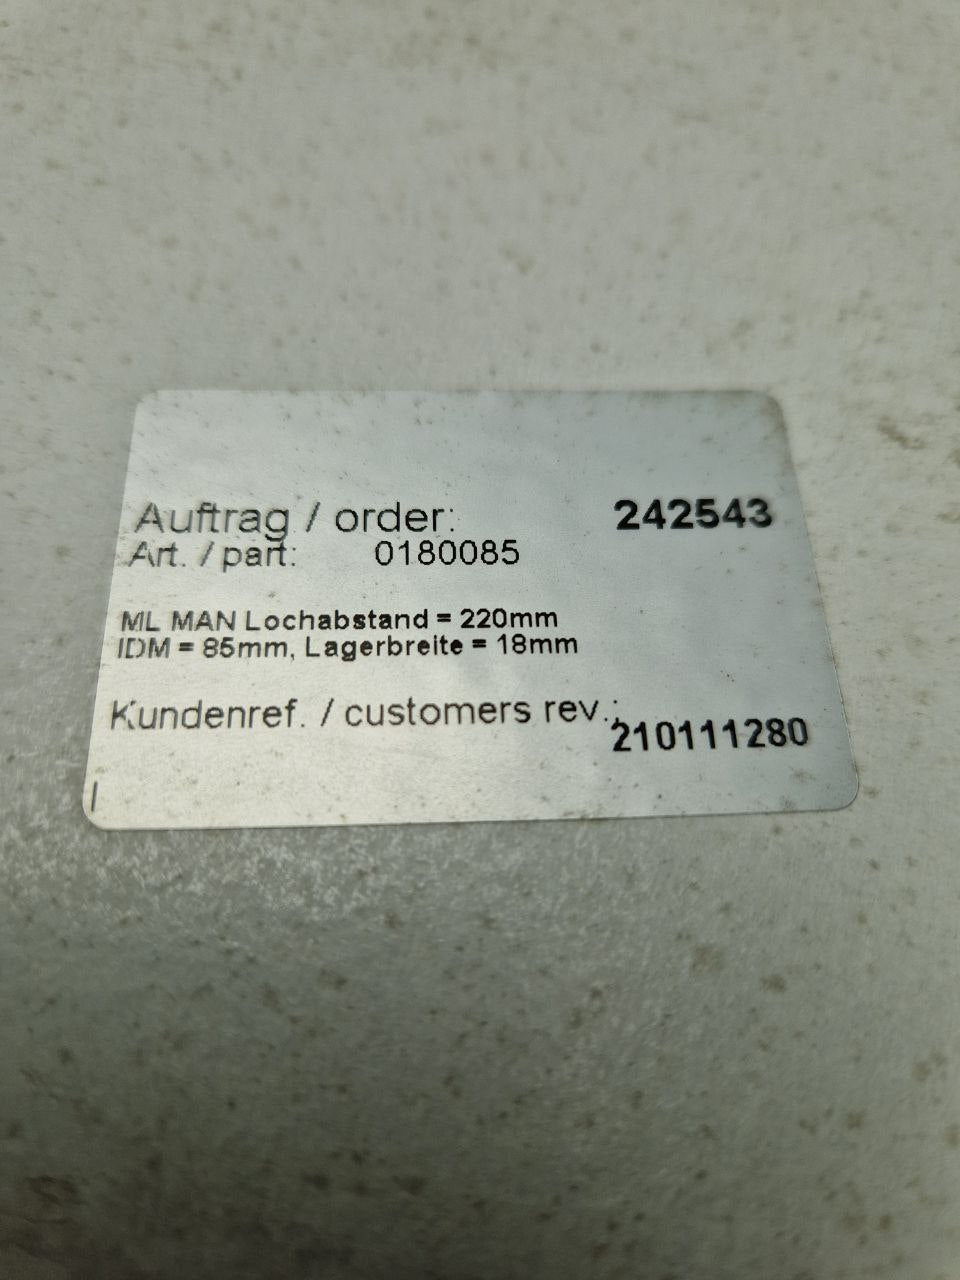 Auftrag / order: 242543
Art. / part: 0180085
ML MAN Lochabstand = 220mm
IDM = 85mm, Lagerbreite = 18mm
Kundenref. / customers rev.: 210111280